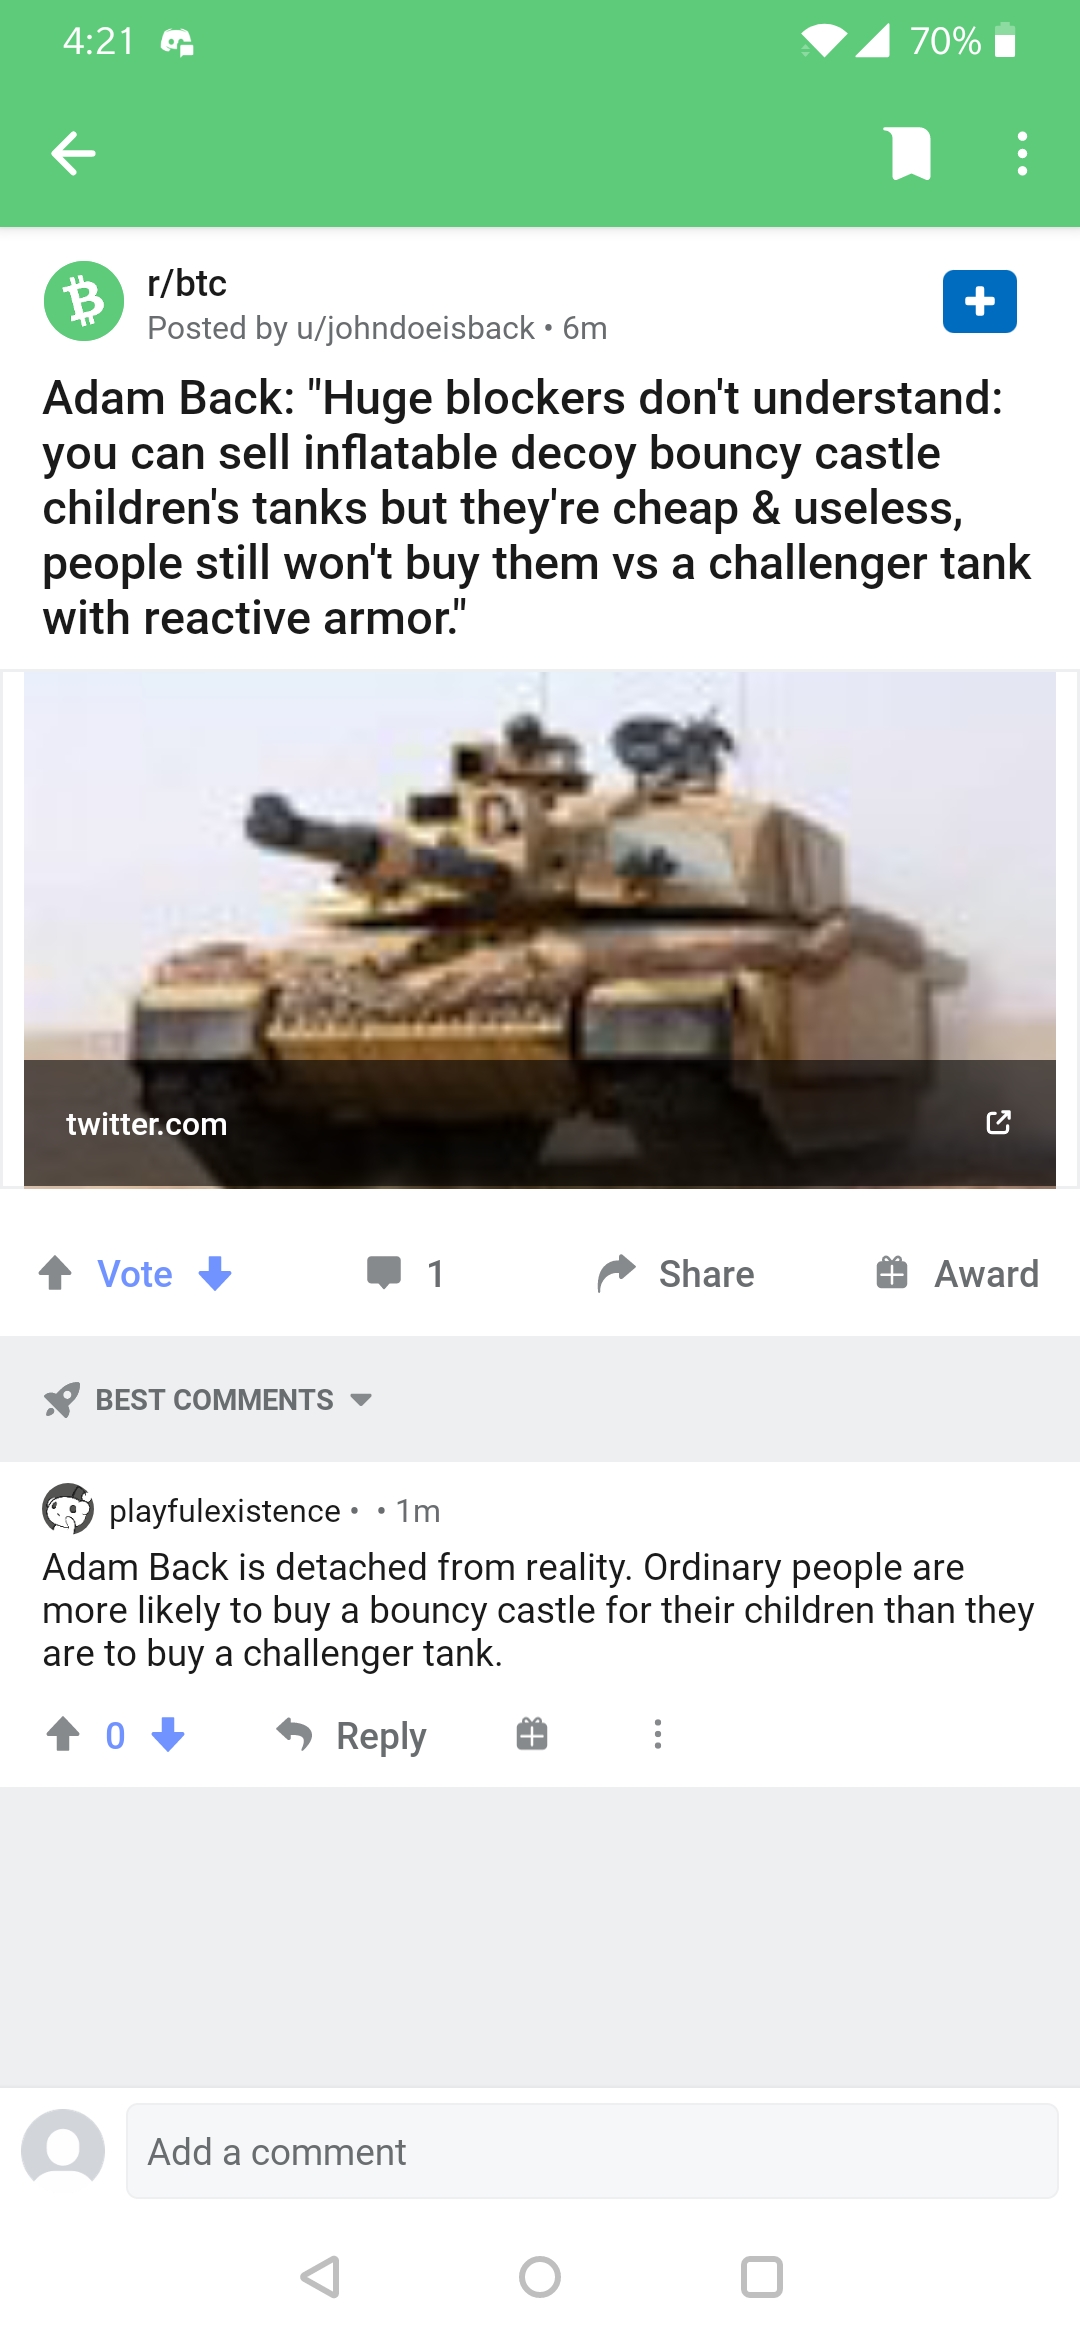 4:21
70%
r/btc
Posted by u/johndoeisback • 6m
Adam Back: "Huge blockers don't understand:
you can sell inflatable decoy bouncy castle
children's tanks but they're cheap & useless,
people still won't buy them vs a challenger tank
with reactive armor."
twitter.com
Vote 1 Share Award
BEST COMMENTS
playfulexistence • • 1m
Adam Back is detached from reality. Ordinary people are
more likely to buy a bouncy castle for their children than they
are to buy a challenger tank.
0 Reply
Add a comment